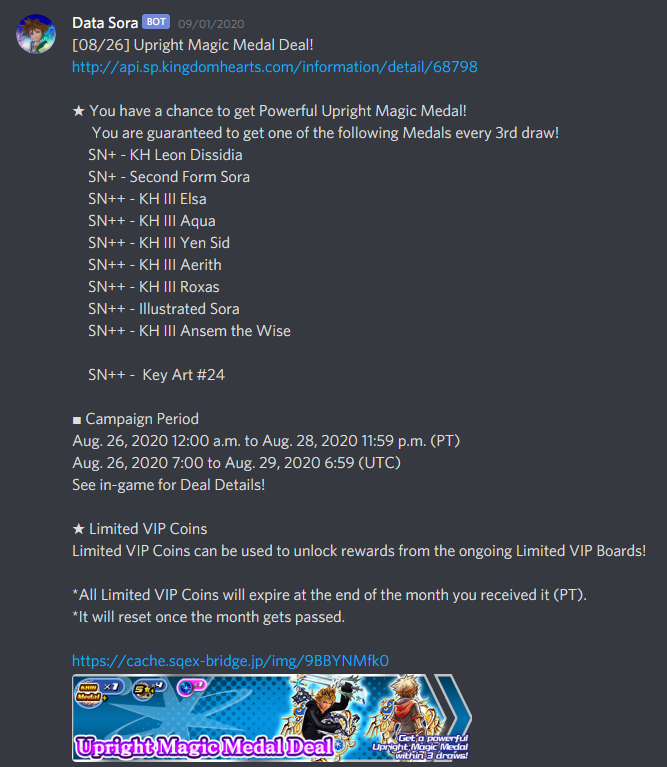 Data Sora BOT 09/01/2020
[08/26] Upright Magic Medal Deal!
http://api.sp.kingdomhearts.com/information/detail/68798
★ You have a chance to get Powerful Upright Magic Medal!
You are guaranteed to get one of the following Medals every 3rd draw!
SN+ - KH Leon Dissidia
SN+ - Second Form Sora
SN++ - KH III Elsa
SN++ - KH III Aqua
SN++ - KH III Yen Sid
SN++ - KH III Aerith
SN++ - KH III Roxas
SN++ - Illustrated Sora
SN++ - KH III Ansem the Wise
SN++ - Key Art #24
■ Campaign Period
Aug. 26, 2020 12:00 a.m. to Aug. 28, 2020 11:59 p.m. (PT)
Aug. 26, 2020 7:00 to Aug. 29, 2020 6:59 (UTC)
See in-game for Deal Details!
★ Limited VIP Coins
Limited VIP Coins can be used to unlock rewards from the ongoing Limited VIP Boards!
*All Limited VIP Coins will expire at the end of the month you received it (PT).
*It will reset once the month gets passed.
https://cache.sqex-bridge.jp/img/9BBYNMfk0
KHIII Medal ×1
Upright Magic Medal Deal
Get a powerful
Upright Magic Medal
within 3 draws!